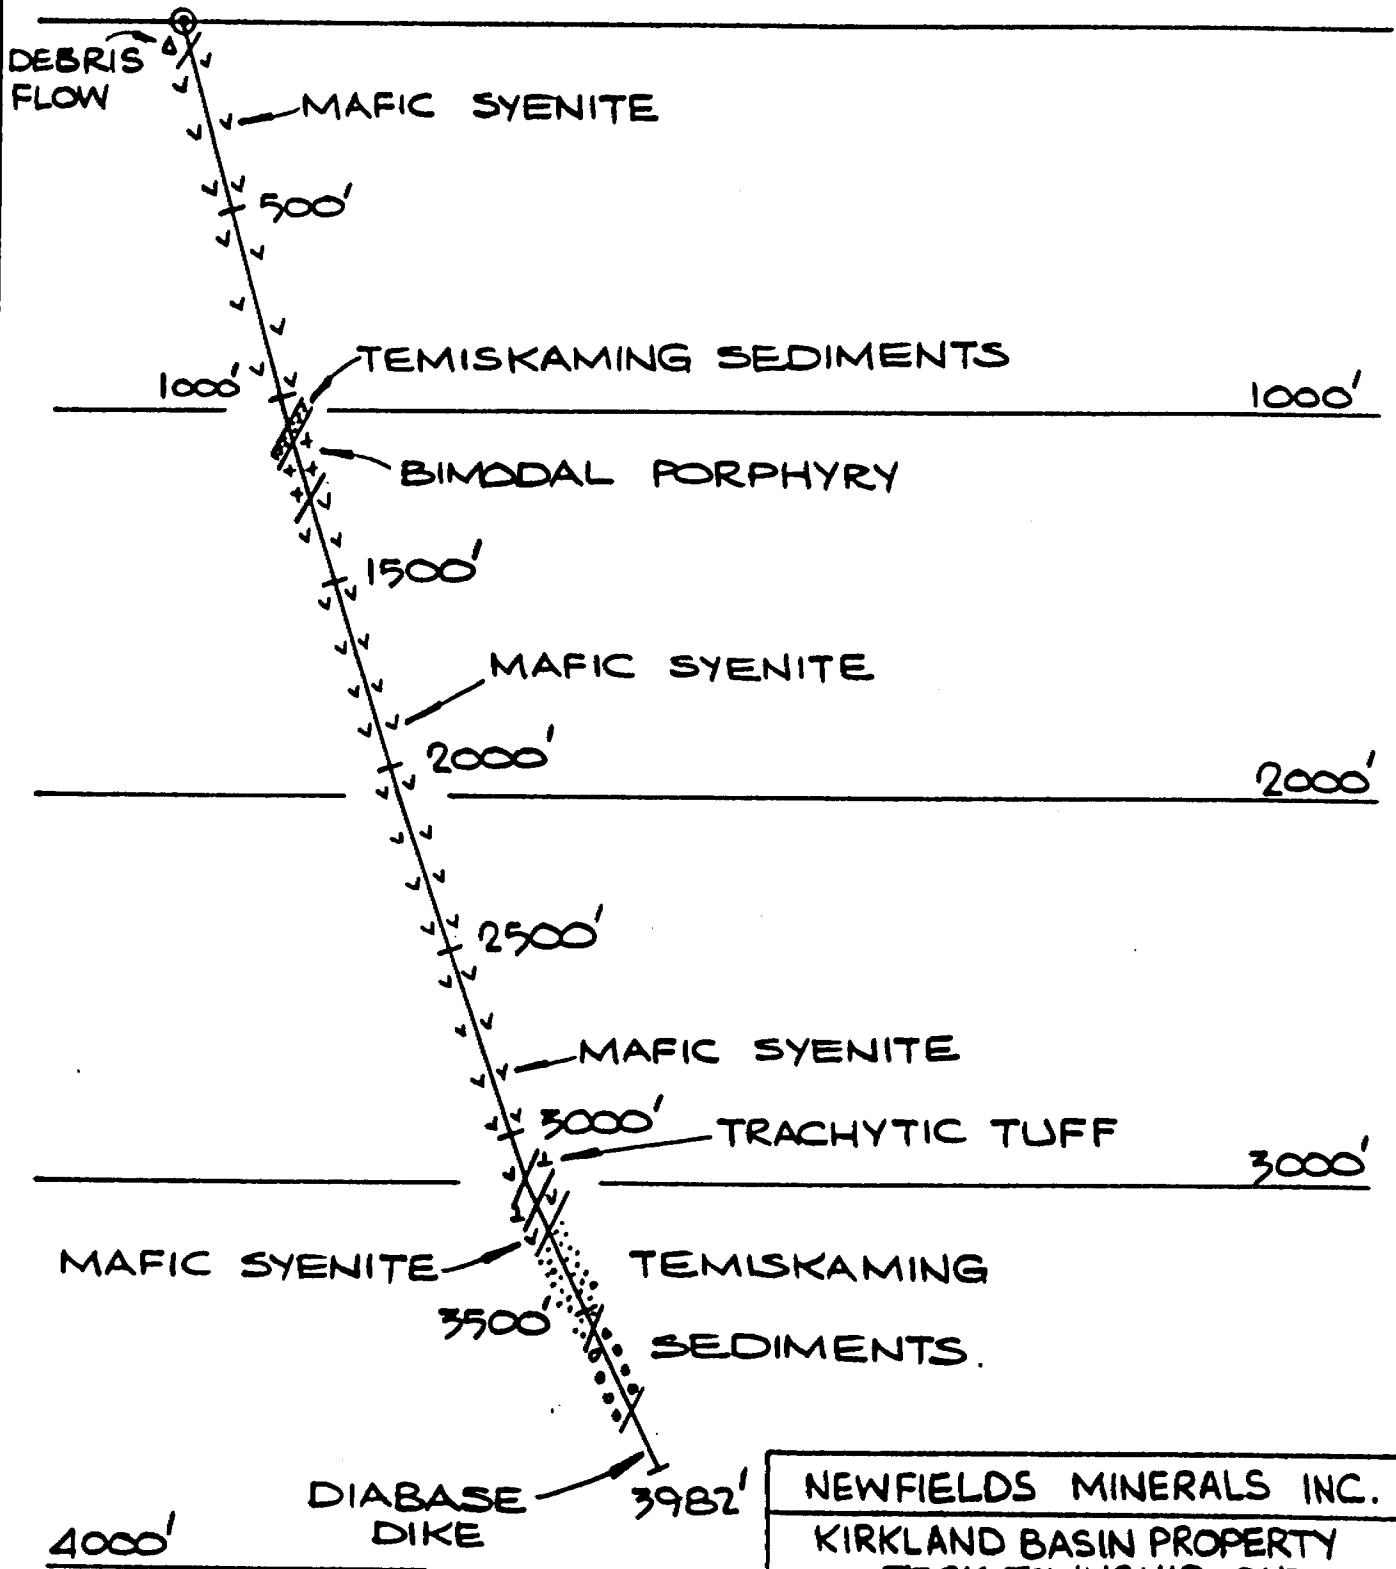 DEBRIS
FLOW
MAFIC SYENITE
500'
TEMISKAMING SEDIMENTS
1000'
1000'
BIMODAL PORPHYRY
1500'
MAFIC SYENITE
2000'
2000'
2500'
MAFIC SYENITE
3000'
TRACHYTIC TUFF
3000'
MAFIC SYENITE
TEMISKAMING
3500'
SEDIMENTS.
DIABASE
DIKE
3982'
4000'
NEWFIELDS MINERALS INC.
KIRKLAND BASIN PROPERTY